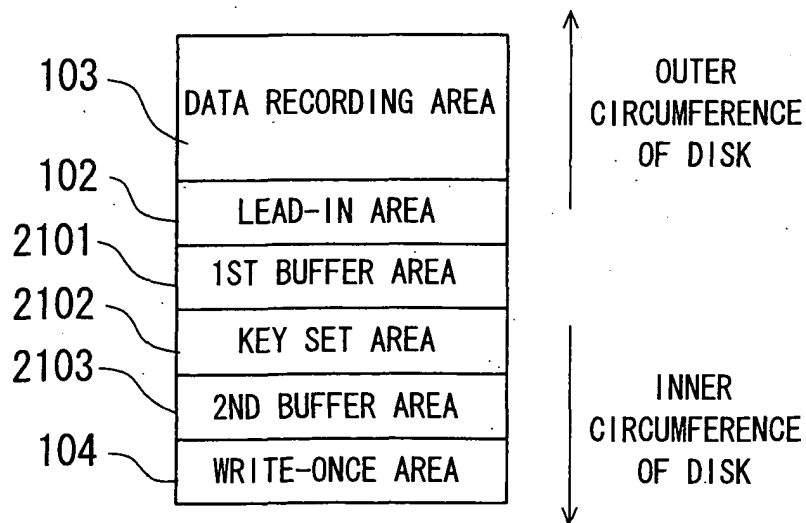 103
DATA RECORDING AREA
102
LEAD-IN AREA
2101
1ST BUFFER AREA
2102
KEY SET AREA
2103
2ND BUFFER AREA
104
WRITE-ONCE AREA
OUTER
CIRCUMFERENCE
OF DISK
INNER
CIRCUMFERENCE
OF DISK